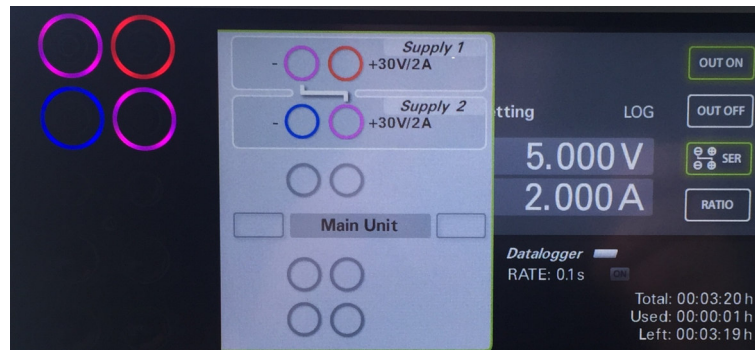 Supply 1
- +30V/2A
Supply 2
- +30V/2A
Main Unit
tting LOG
5.000 V
2.000 A
Datalogger
RATE: 0.1 s ON
Total: 00:03:20 h
Used: 00:00:01 h
Left: 00:03:19 h
OUT ON
OUT OFF
SER
RATIO